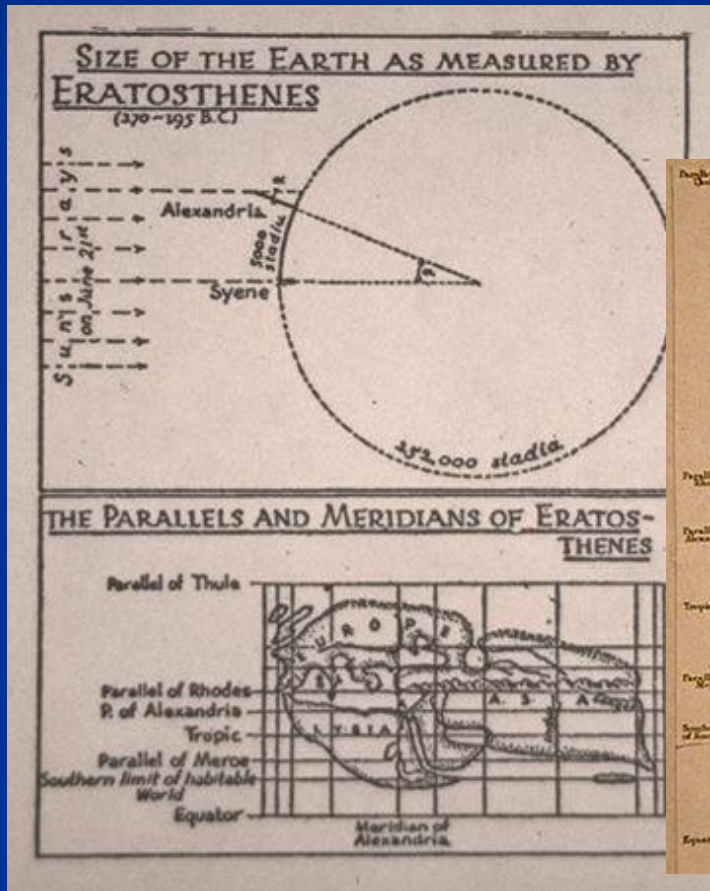 SIZE OF THE EARTH AS MEASURED BY
ERATOSTHENES
(270-195 B.C)
Sun's rays
on June 21st
Alexandria
5000
stadia
Syene
252,000 stadia
THE PARALLELS AND MERIDIANS OF ERATOS-
THENES
Parallel of Thula
EUROPE
Parallel of Rhodes
P. of Alexandria
ASIA
Tropic
LYBIA
Parallel of Meroe
Southern limit of habitable
World
Equator
Meridian of
Alexandria